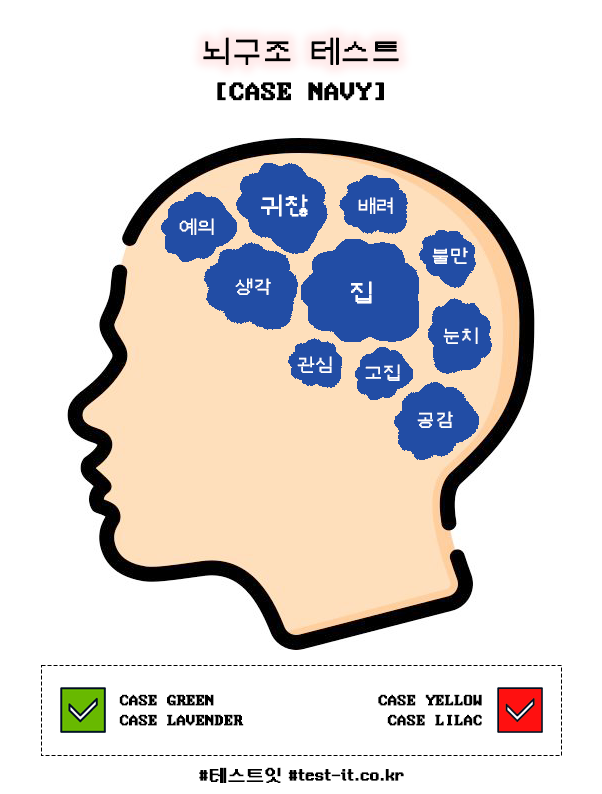 뇌구조 테스트
[CASE NAVY]
예의
귀찮
배려
불만
생각
집
눈치
관심
고집
공감
CASE GREEN
CASE LAVENDER
CASE YELLOW
CASE LILAC
#테스트잇 #test-it.co.kr